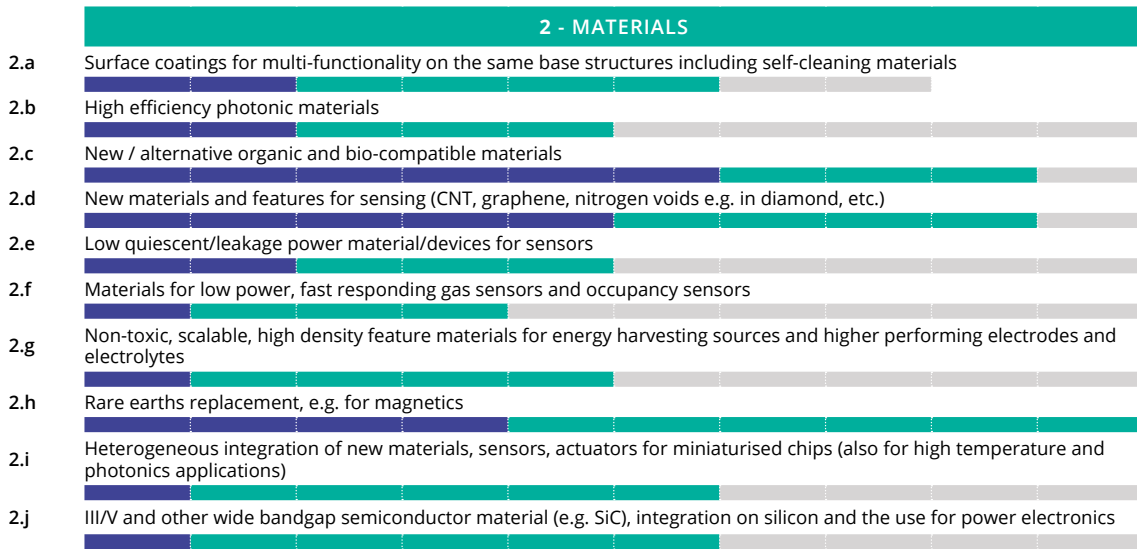 2 - MATERIALS
2.a Surface coatings for multi-functionality on the same base structures including self-cleaning materials
2.b High efficiency photonic materials
2.c New / alternative organic and bio-compatible materials
2.d New materials and features for sensing (CNT, graphene, nitrogen voids e.g. in diamond, etc.)
2.e Low quiescent/leakage power material/devices for sensors
2.f Materials for low power, fast responding gas sensors and occupancy sensors
2.g Non-toxic, scalable, high density feature materials for energy harvesting sources and higher performing electrodes and
electrolytes
2.h Rare earths replacement, e.g. for magnetics
2.i Heterogeneous integration of new materials, sensors, actuators for miniaturised chips (also for high temperature and
photonics applications)
2.j III/V and other wide bandgap semiconductor material (e.g. SiC), integration on silicon and the use for power electronics